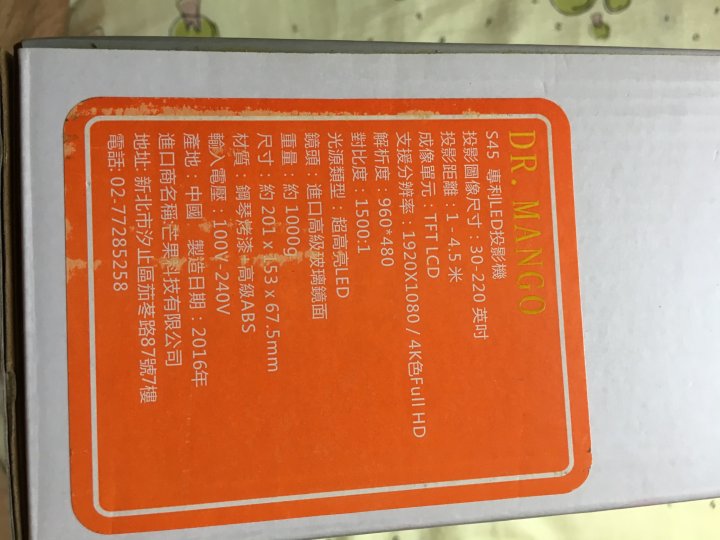 DR. MANGO
S45 專利LED投影機
投影圖像尺寸：30-220 英吋
投影距離：1 - 4.5 米
成像單元：TFT LCD
支援分辨率：1920X1080 / 4K色Full HD
解析度：960*480
對比度：1500:1
光源類型：超高亮LED
鏡頭：進口高級玻璃鏡面
重量：約 1000g
尺寸：約 201 x 153 x 67.5mm
材質：鋼琴烤漆+高級ABS
輸入電壓：100V-240V
產地：中國　製造日期：2016年
進口商名稱:芒果科技有限公司
地址: 新北市汐止區茄苳路87號7樓
電話: 02-77285258